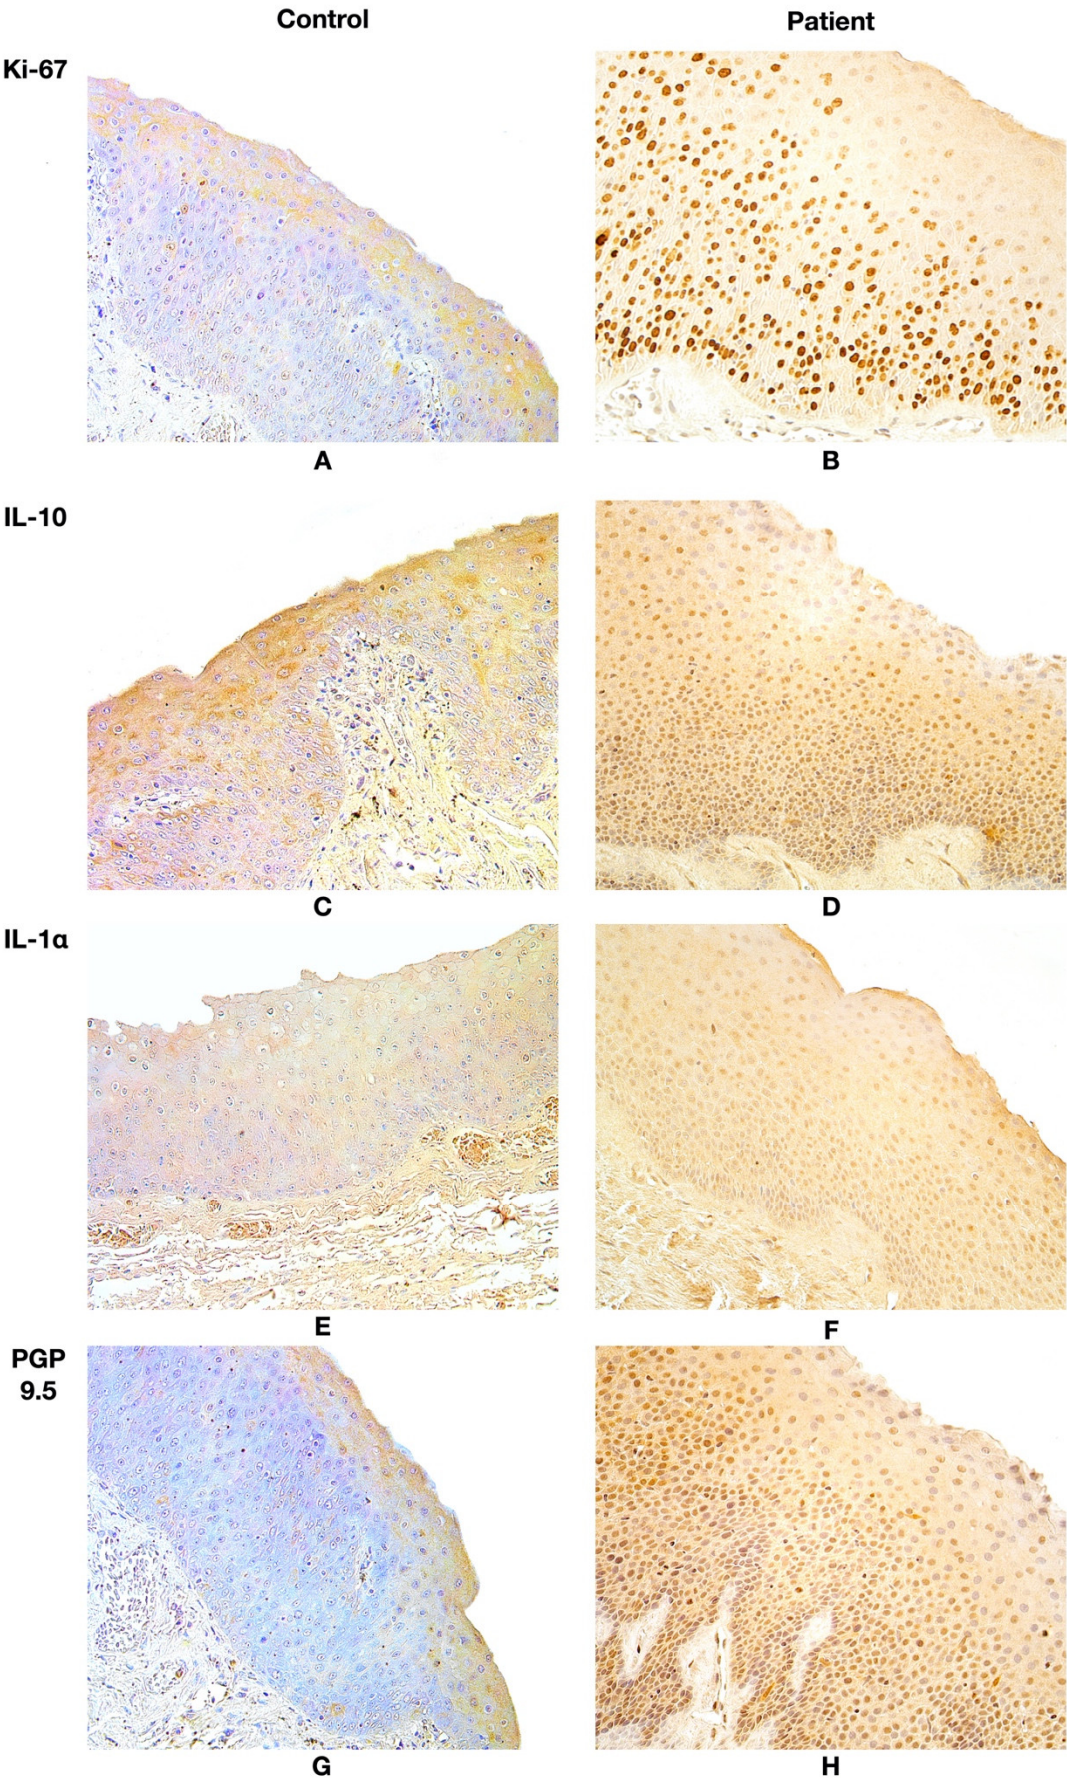 Control
Patient
Ki-67
A
B
IL-10
C
D
IL-1α
E
F
PGP
9.5
G
H